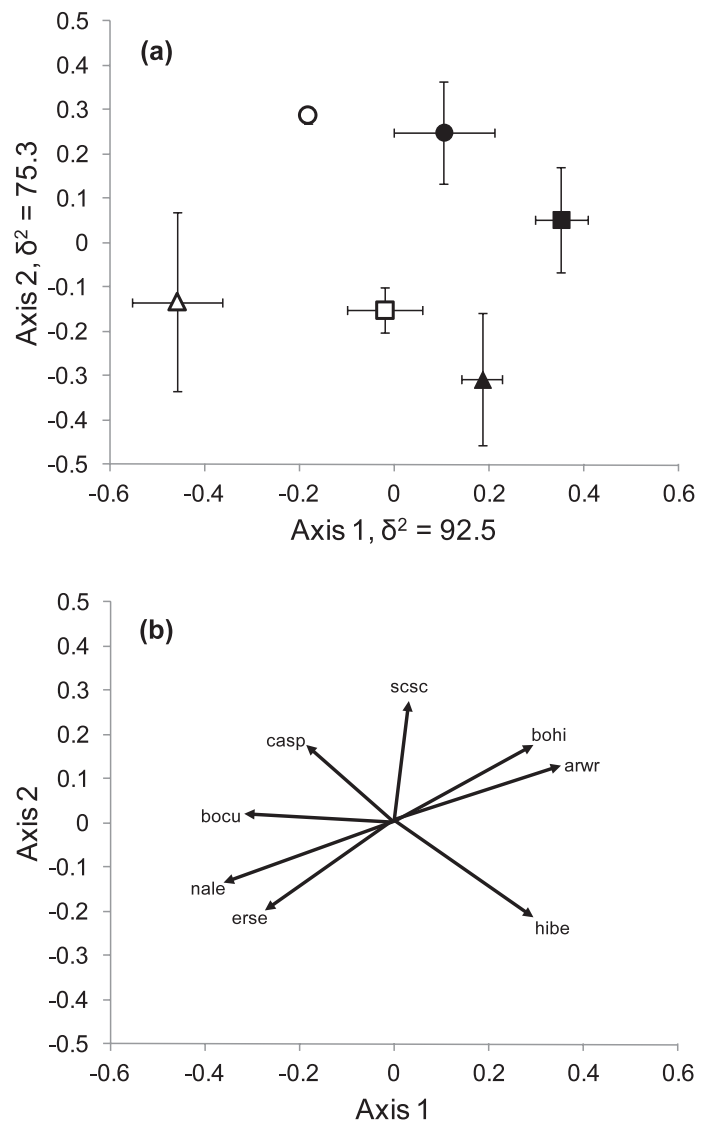 (a)
0.5
0.4
0.3
0.2
0.1
0
-0.1
-0.2
-0.3
-0.4
-0.5
Axis 2, δ² = 75.3
-0.6 -0.4 -0.2 0 0.2 0.4 0.6
Axis 1, δ² = 92.5
(b)
0.5
0.4
0.3
0.2
0.1
0
-0.1
-0.2
-0.3
-0.4
-0.5
Axis 2
scsc
bohi
casp
arwr
bocu
nale
erse
hibe
-0.6 -0.4 -0.2 0 0.2 0.4 0.6
Axis 1